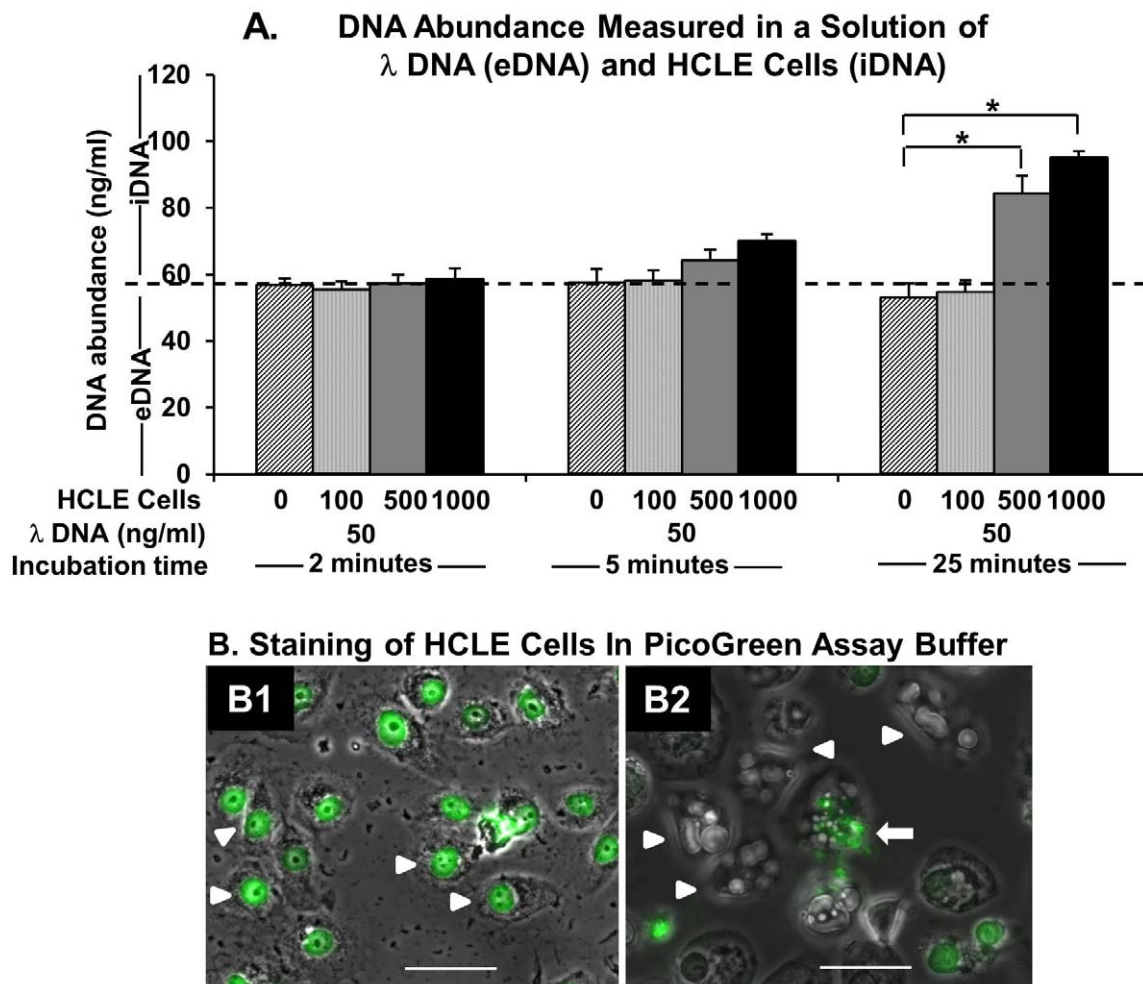 A. DNA Abundance Measured in a Solution of
λ DNA (eDNA) and HCLE Cells (iDNA)
DNA abundance (ng/ml)
eDNA
iDNA
120
100
80
60
40
20
0
*
*
HCLE Cells 0 100 500 1000 0 100 500 1000 0 100 500 1000
λ DNA (ng/ml) 50 50 50
Incubation time 2 minutes 5 minutes 25 minutes
B. Staining of HCLE Cells In PicoGreen Assay Buffer
B1
B2